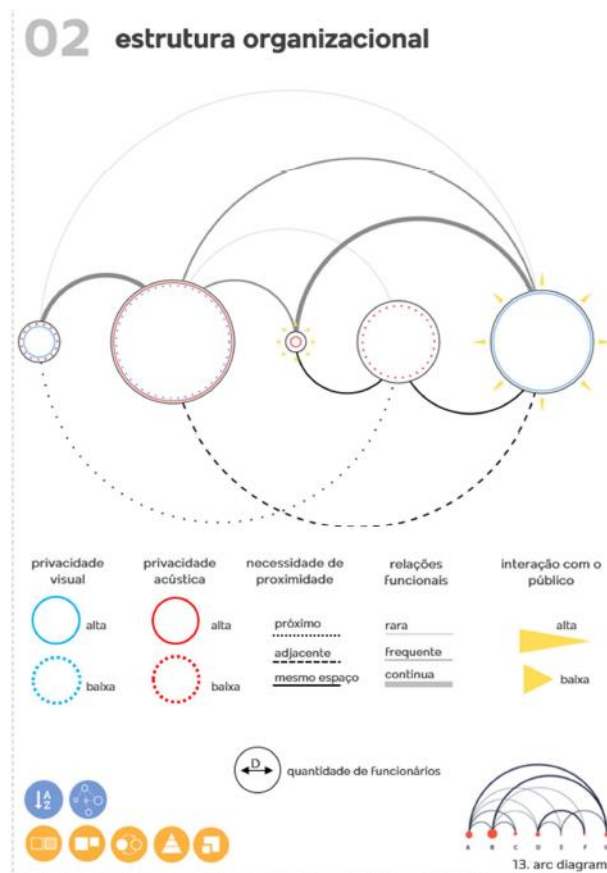 02 estrutura organizacional
privacidade visual
privacidade acústica
necessidade de proximidade
relações funcionais
interação com o público
alta
baixa
alta
baixa
próximo
adjacente
mesmo espaço
rara
frequente
contínua
alta
baixa
D
quantidade de funcionários
A
Z
A B C D E F
13. arc diagram